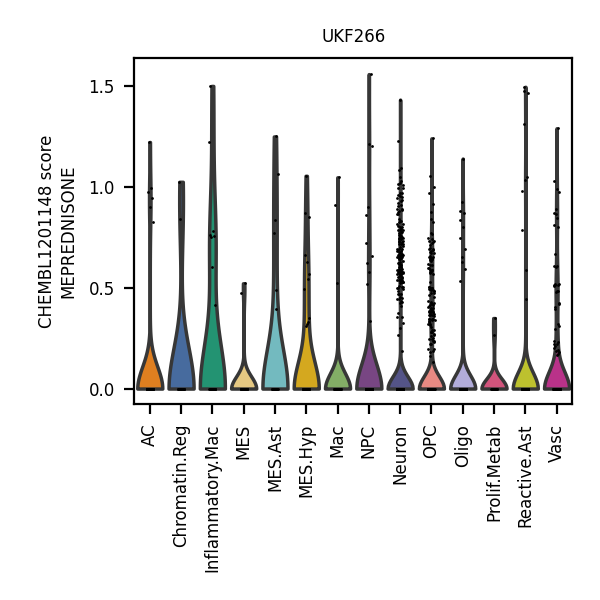 UKF266
CHEMBL1201148 score
MEPREDNISONE
1.5
1.0
0.5
0.0
AC
Chromatin.Reg
Inflammatory.Mac
MES
MES.Ast
MES.Hyp
Mac
NPC
Neuron
OPC
Oligo
Prolif.Metab
Reactive.Ast
Vasc